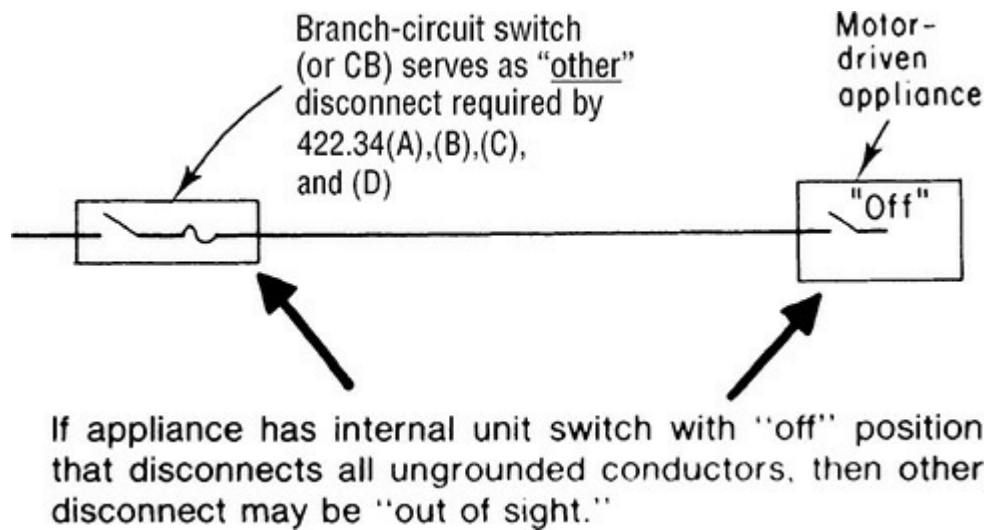 Branch-circuit switch
(or CB) serves as “other”
disconnect required by
422.34(A),(B),(C),
and (D)
Motor-
driven
appliance
"Off"
If appliance has internal unit switch with “off” position
that disconnects all ungrounded conductors, then other
disconnect may be “out of sight.”